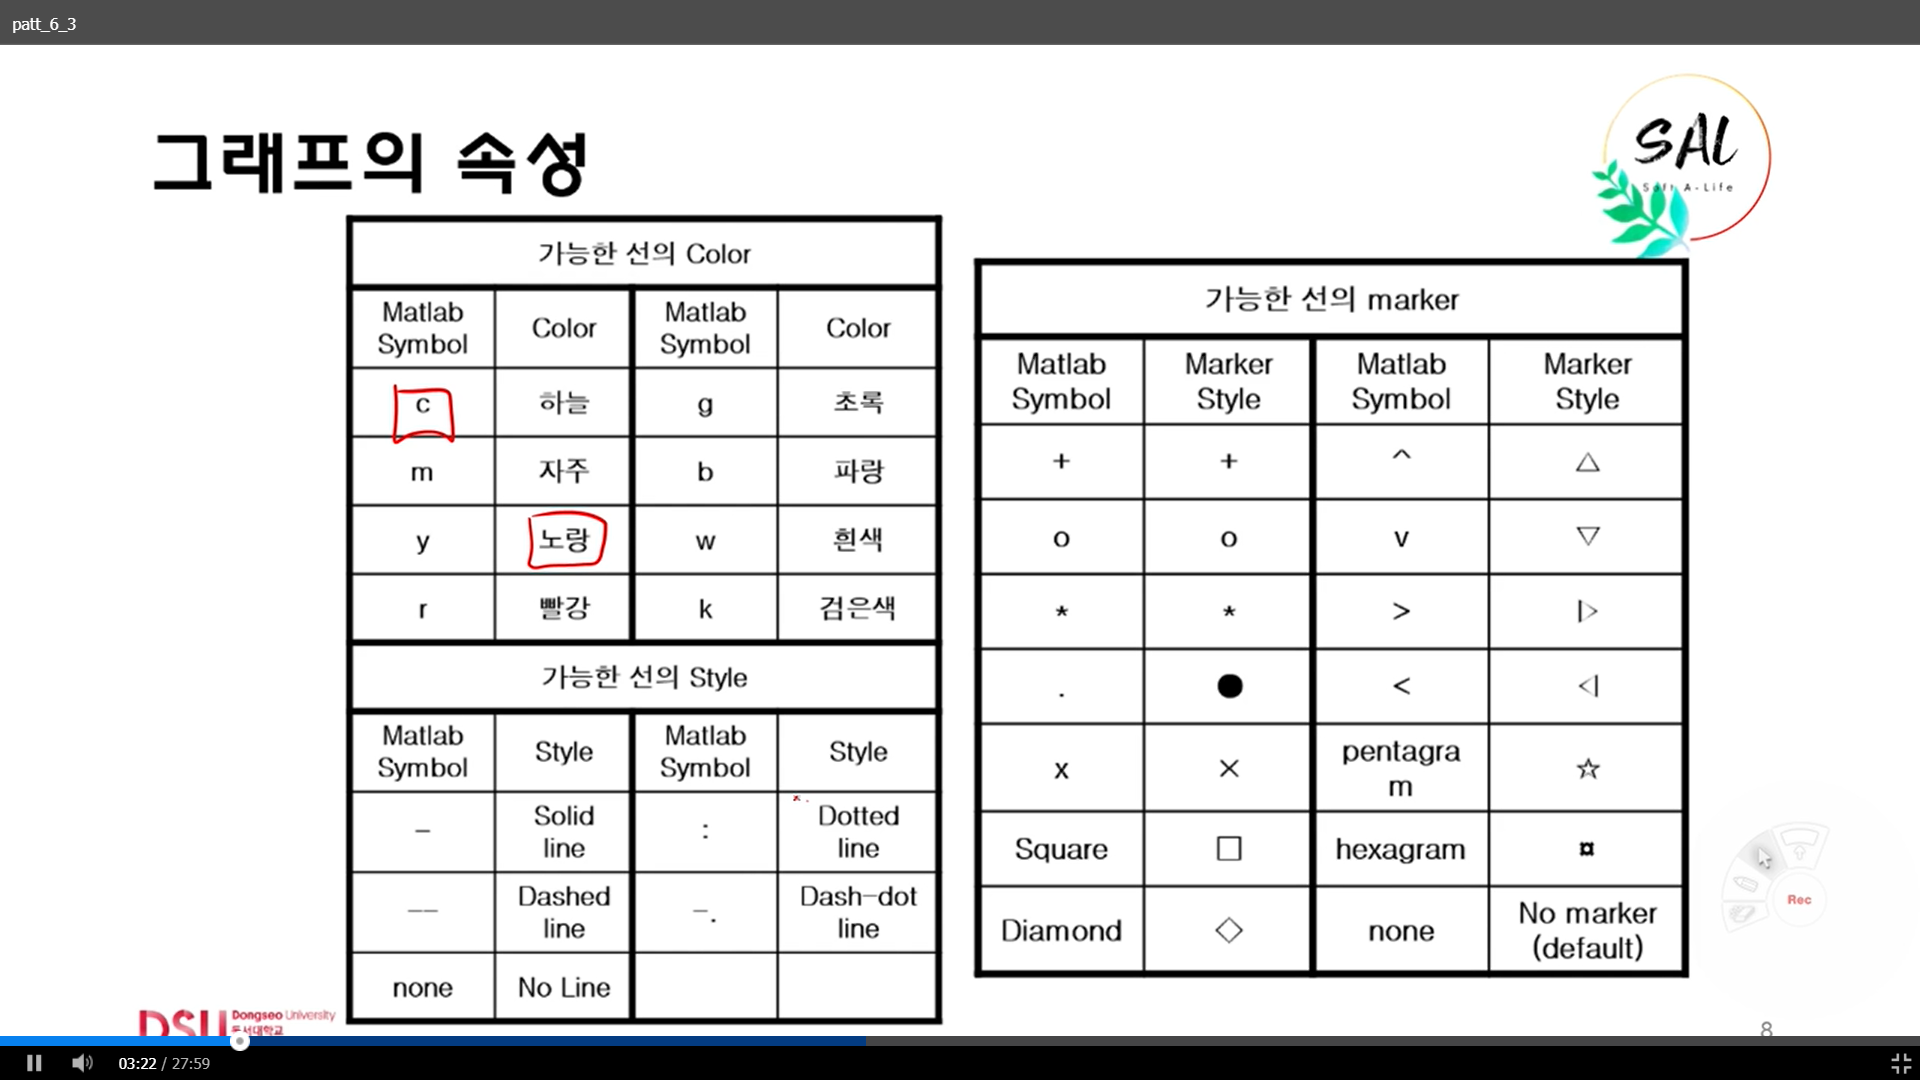 patt_6_3
그래프의 속성
SAL
Soft A-Life
가능한 선의 Color
Matlab Symbol Color Matlab Symbol Color
c 하늘 g 초록
m 자주 b 파랑
y 노랑 w 흰색
r 빨강 k 검은색
가능한 선의 Style
Matlab Symbol Style Matlab Symbol Style
− Solid line : Dotted line
−− Dashed line −. Dash-dot line
none No Line
가능한 선의 marker
Matlab Symbol Marker Style Matlab Symbol Marker Style
+ + ^ △
o o v ▽
* * > ▷
. ● < ◁
x × pentagram ☆
Square □ hexagram ¤
Diamond ◇ none No marker (default)
Rec
DSU Dongseo University
동서대학교
8
03:22 / 27:59